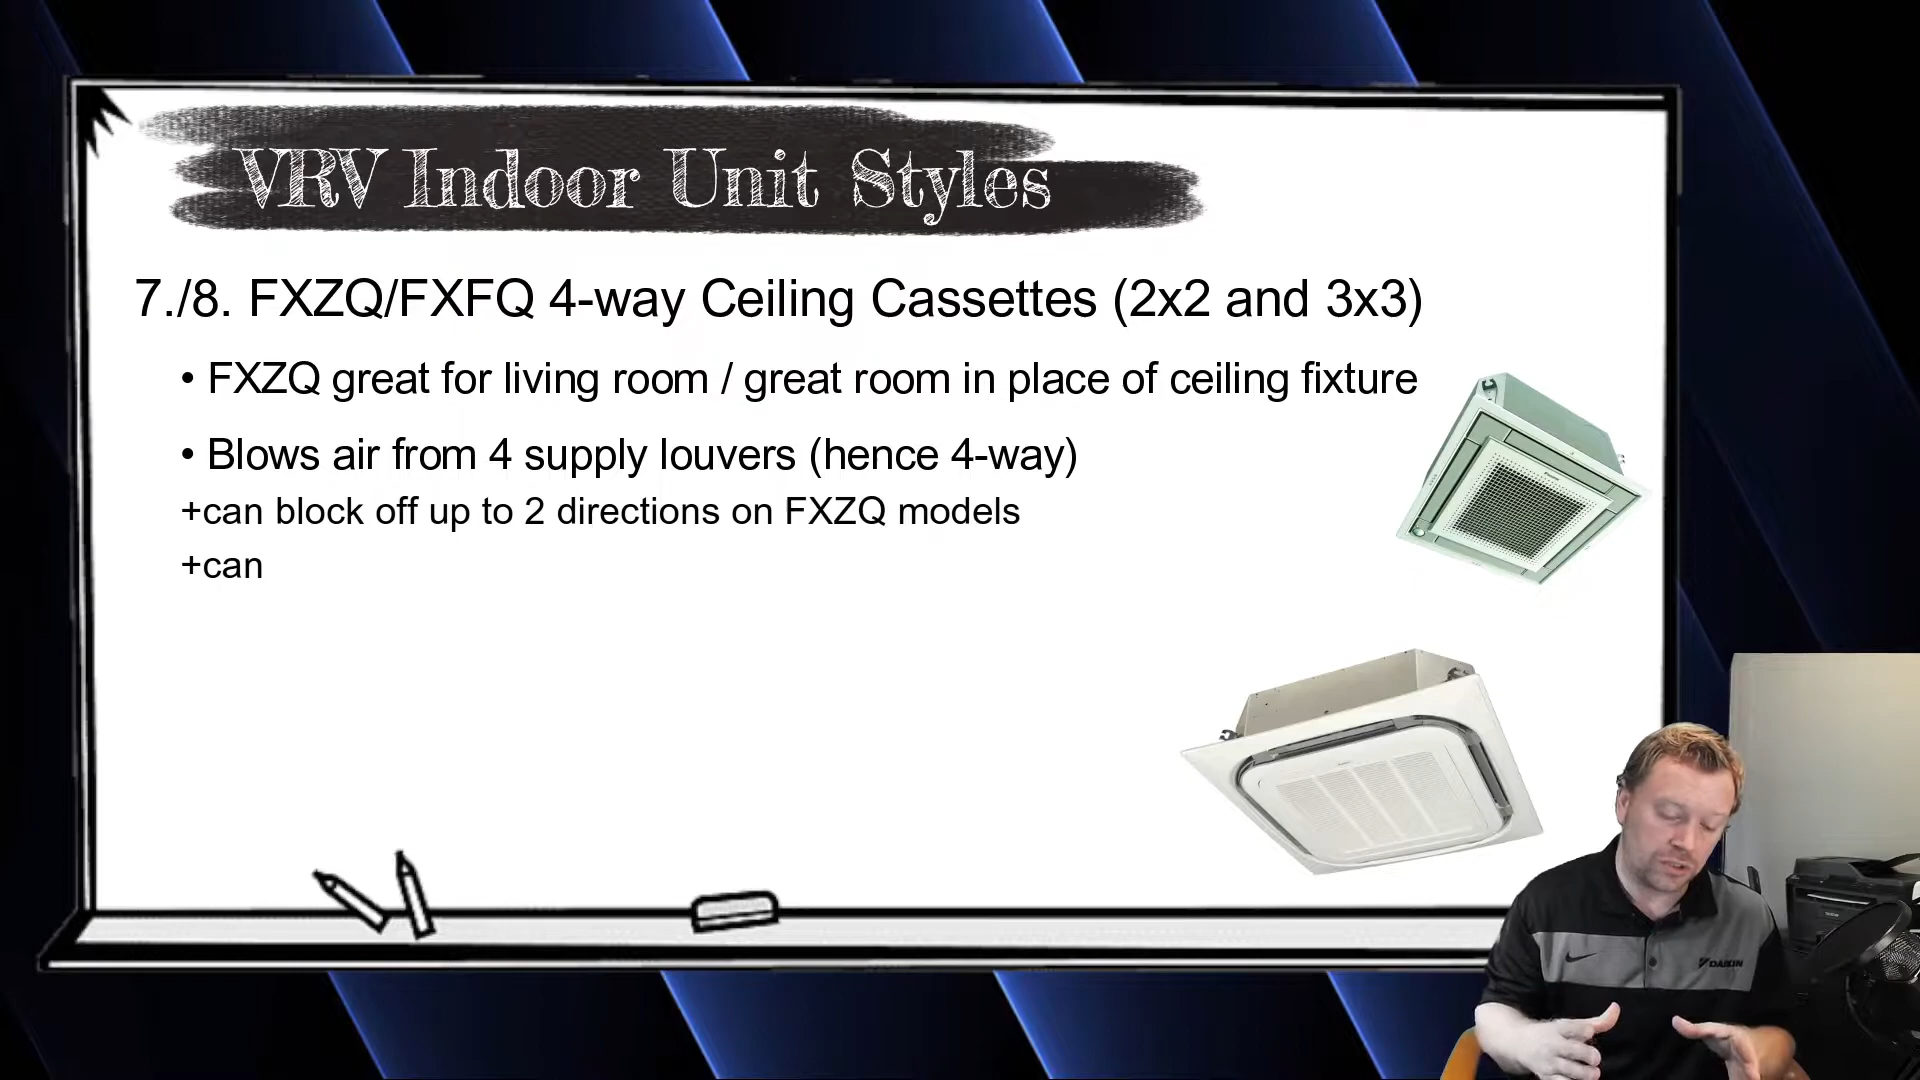 VRV Indoor Unit Styles
7./8. FXZQ/FXFQ 4-way Ceiling Cassettes (2x2 and 3x3)
• FXZQ great for living room / great room in place of ceiling fixture
• Blows air from 4 supply louvers (hence 4-way)
+can block off up to 2 directions on FXZQ models
+can
DAIKIN